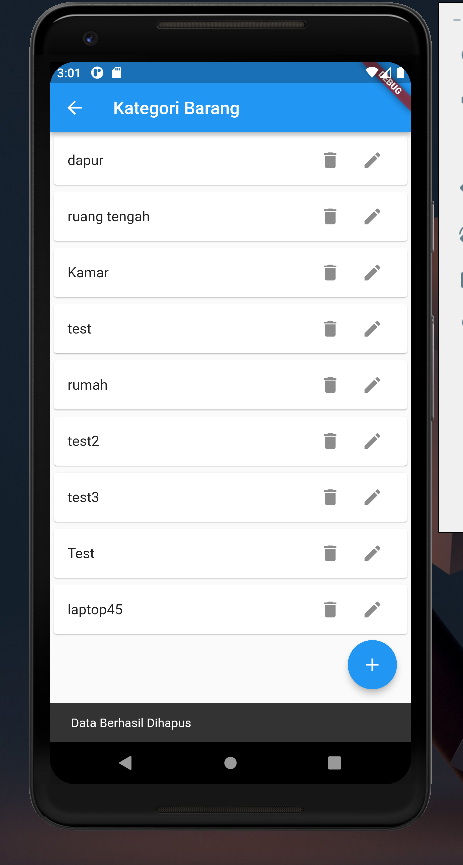 3:01
DEBUG
Kategori Barang
dapur
ruang tengah
Kamar
test
rumah
test2
test3
Test
laptop45
Data Berhasil Dihapus